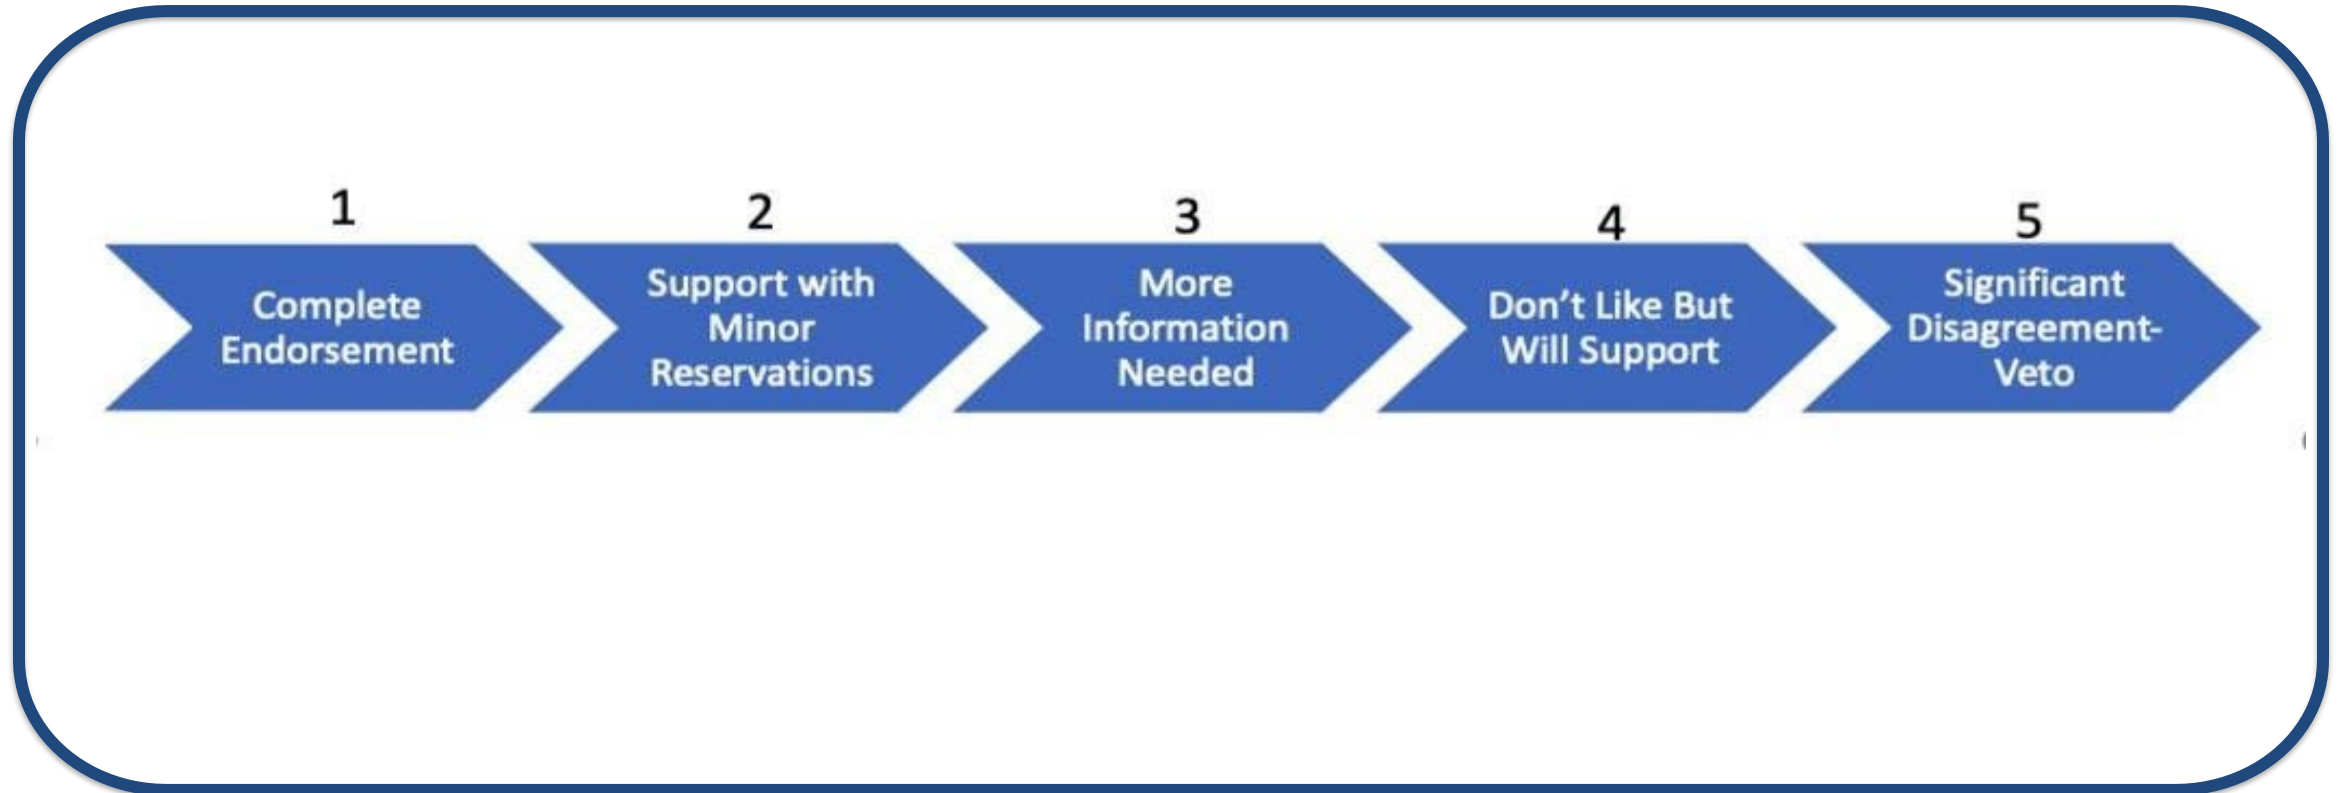 1
Complete
Endorsement
2
Support with
Minor
Reservations
3
More
Information
Needed
4
Don’t Like But
Will Support
5
Significant
Disagreement-
Veto